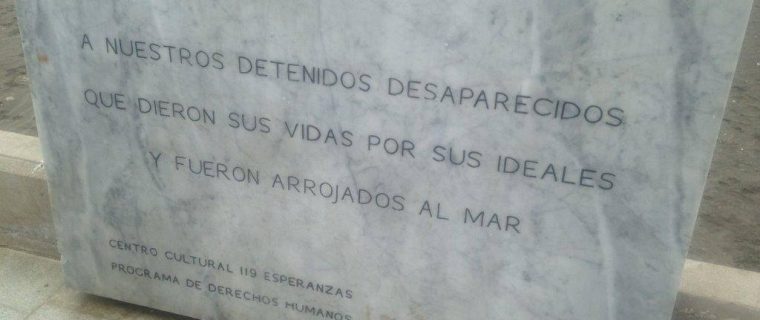 A NUESTROS DETENIDOS DESAPARECIDOS
QUE DIERON SUS VIDAS POR SUS IDEALES
Y FUERON ARROJADOS AL MAR
CENTRO CULTURAL 119 ESPERANZAS
PROGRAMA DE DERECHOS HUMANOS